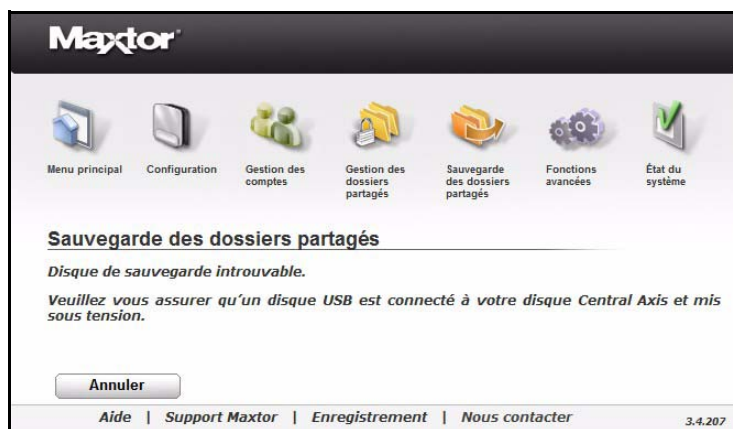 Maxtor
Menu principal
Configuration
Gestion des
comptes
Gestion des
dossiers
partagés
Sauvegarde
des dossiers
partagés
Fonctions
avancées
État du
système
Sauvegarde des dossiers partagés
Disque de sauvegarde introuvable.
Veuillez vous assurer qu’un disque USB est connecté à votre disque Central Axis et mis
sous tension.
Annuler
Aide | Support Maxtor | Enregistrement | Nous contacter 3.4.207